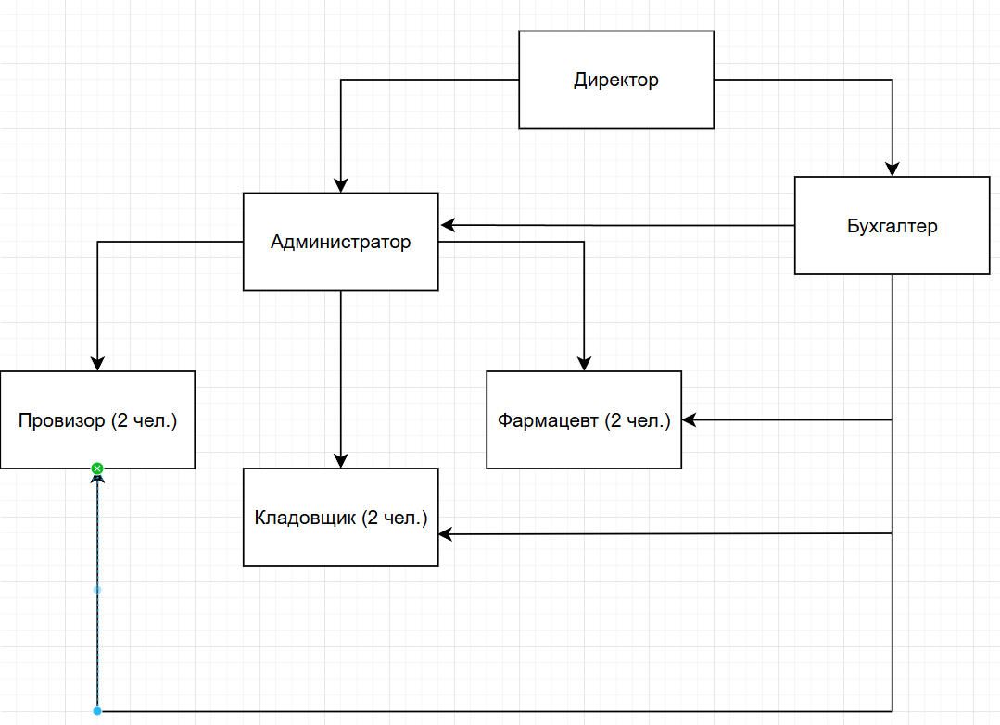 Директор
Бухгалтер
Администратор
Провизор (2 чел.)
Фармацевт (2 чел.)
Кладовщик (2 чел.)